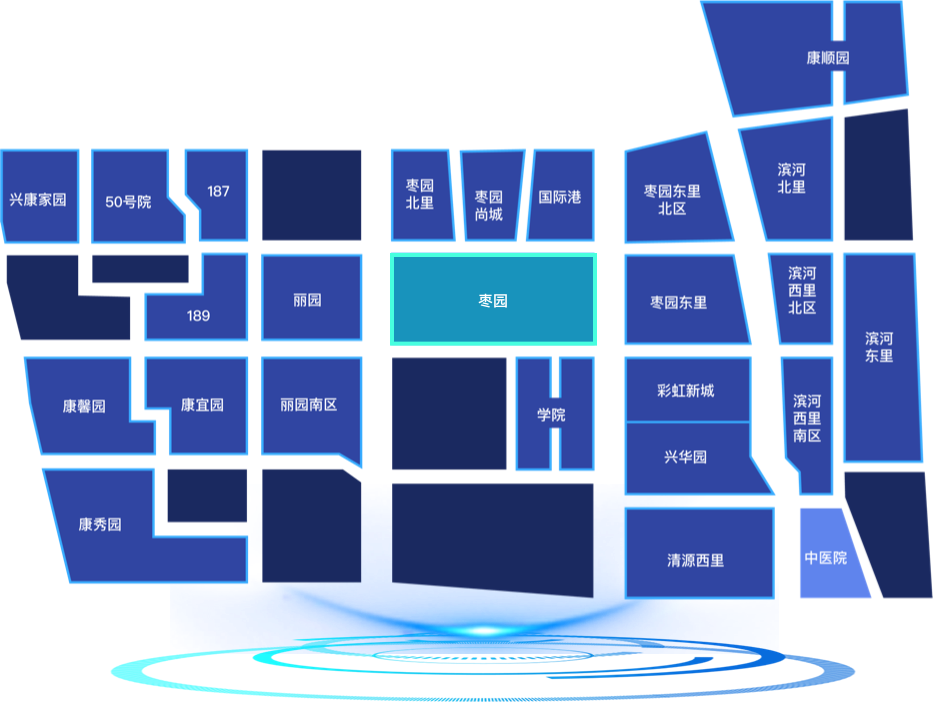 康顺园
兴康家园
50号院
187
枣园
北里
枣园
尚城
国际港
枣园东里
北区
滨河
北里
189
丽园
枣园
枣园东里
滨河
西里
北区
滨河
东里
康馨园
康宜园
丽园南区
学院
彩虹新城
兴华园
滨河
西里
南区
康秀园
清源西里
中医院